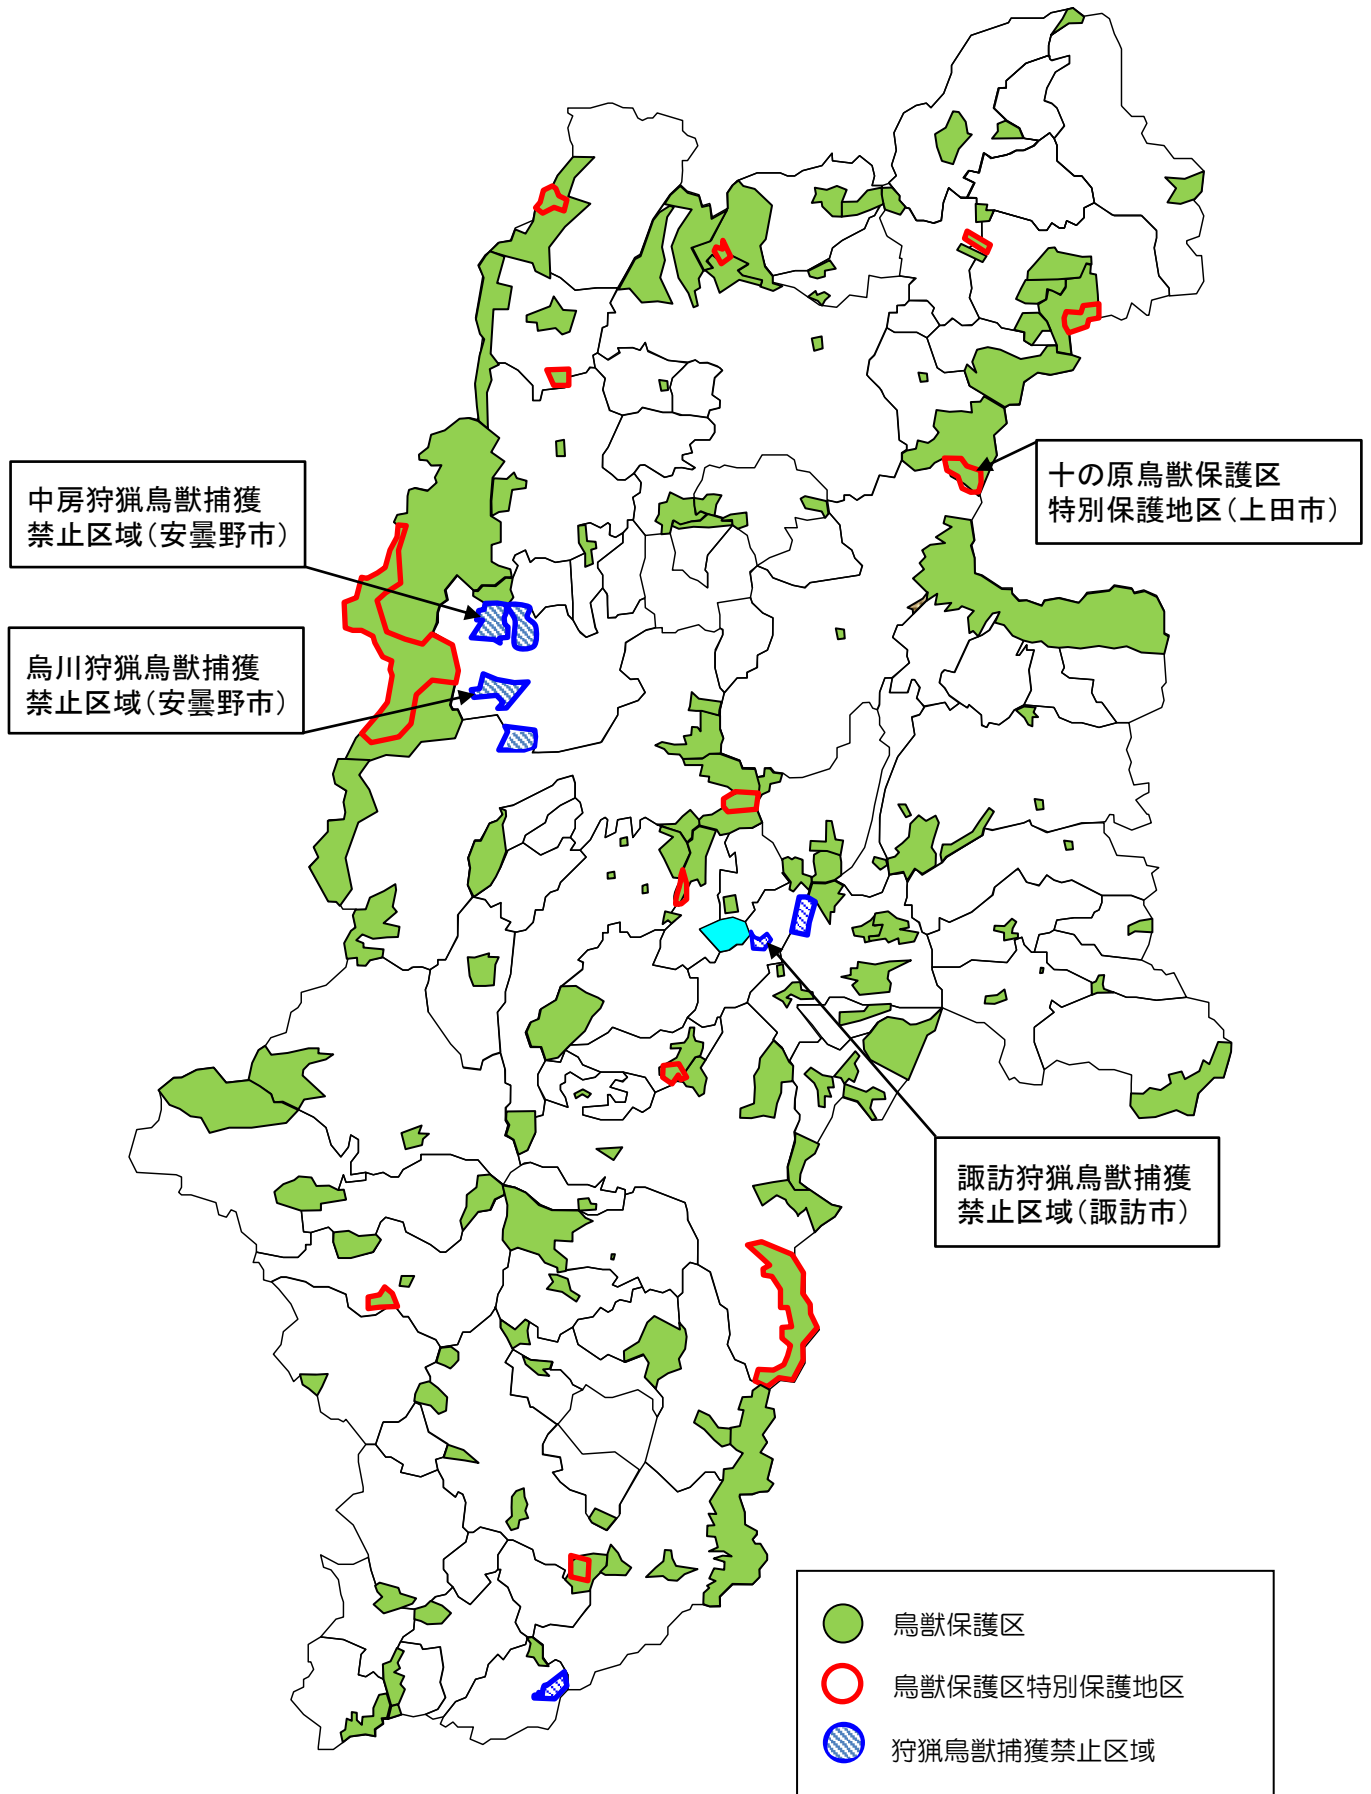 中房狩猟鳥獣捕獲
禁止区域（安曇野市）
烏川狩猟鳥獣捕獲
禁止区域（安曇野市）
十の原鳥獣保護区
特別保護地区（上田市）
諏訪狩猟鳥獣捕獲
禁止区域（諏訪市）
鳥獣保護区
鳥獣保護区特別保護地区
狩猟鳥獣捕獲禁止区域